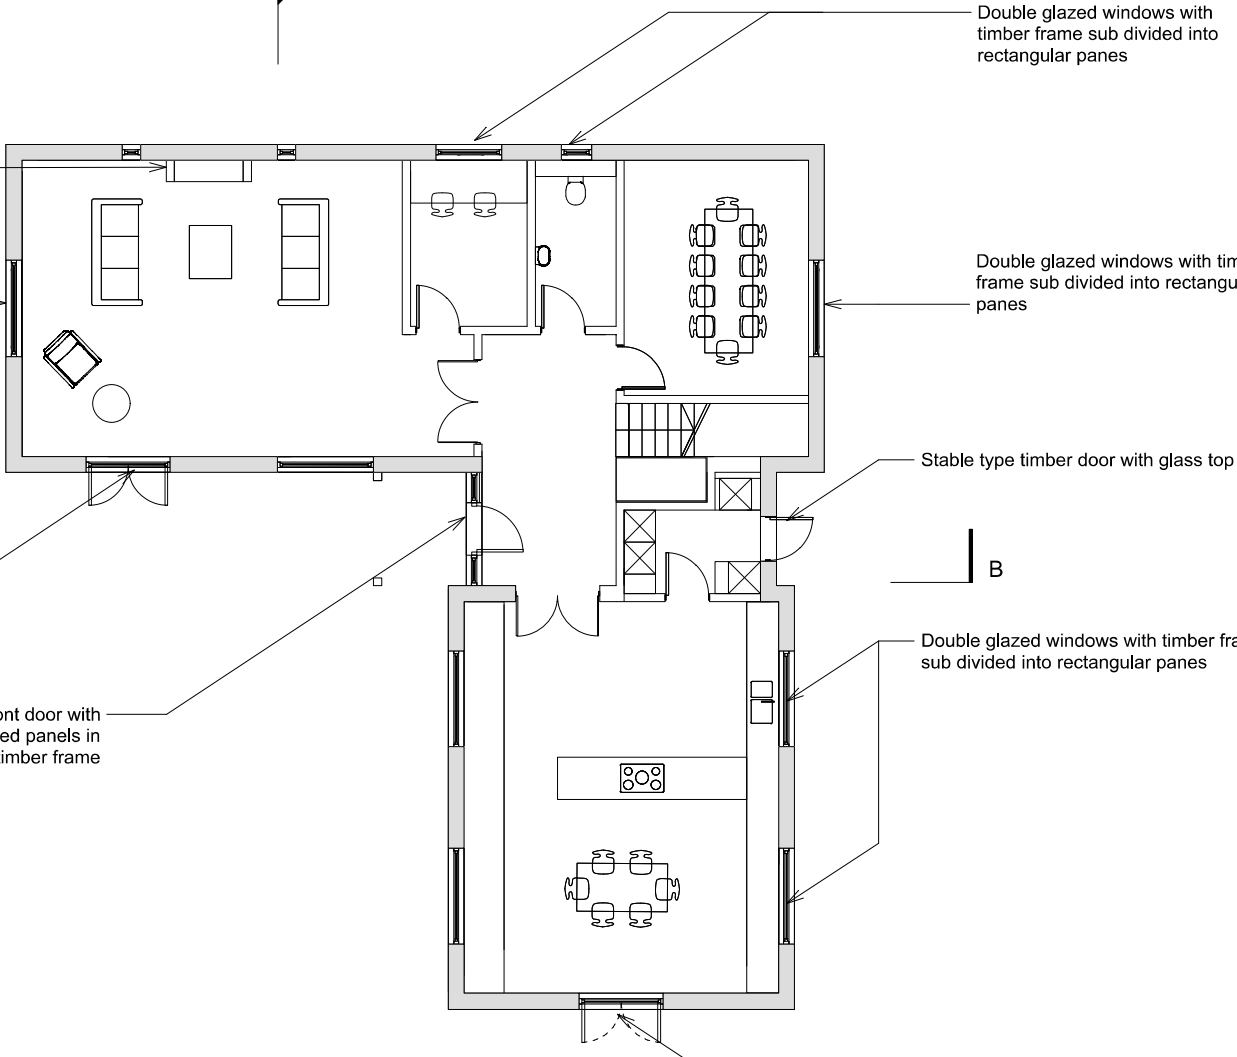 Double glazed windows with
timber frame sub divided into
rectangular panes
Double glazed windows with tim
frame sub divided into rectangu
panes
Stable type timber door with glass top
B
Double glazed windows with timber fra
sub divided into rectangular panes
ont door with
ed panels in
timber frame